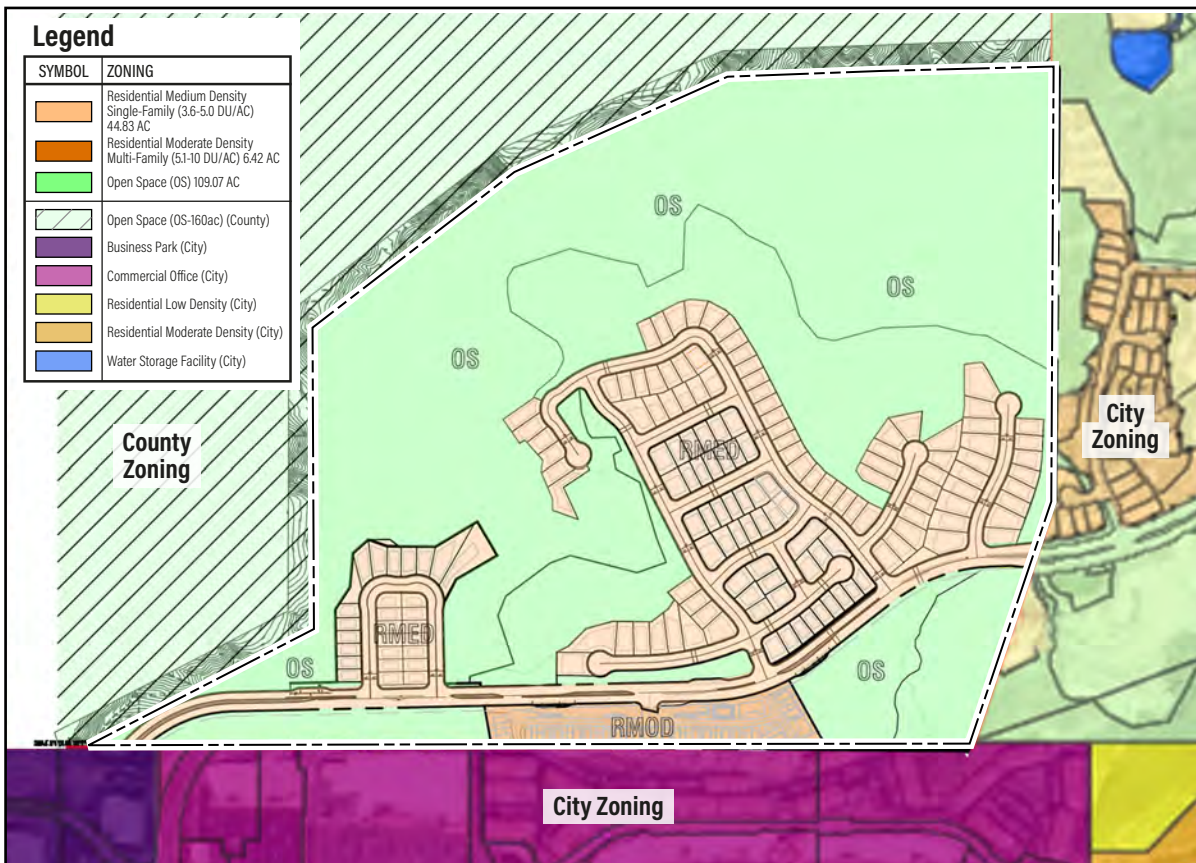 Legend
SYMBOL ZONING
Residential Medium Density
Single-Family (3.6-5.0 DU/AC)
44.83 AC
Residential Moderate Density
Multi-Family (5.1-10 DU/AC) 6.42 AC
Open Space (OS) 109.07 AC
Open Space (OS-160ac) (County)
Business Park (City)
Commercial Office (City)
Residential Low Density (City)
Residential Moderate Density (City)
Water Storage Facility (City)
OS
OS
OS
County
Zoning
City
Zoning
RMED
RMED
OS
OS
RMOD
City Zoning